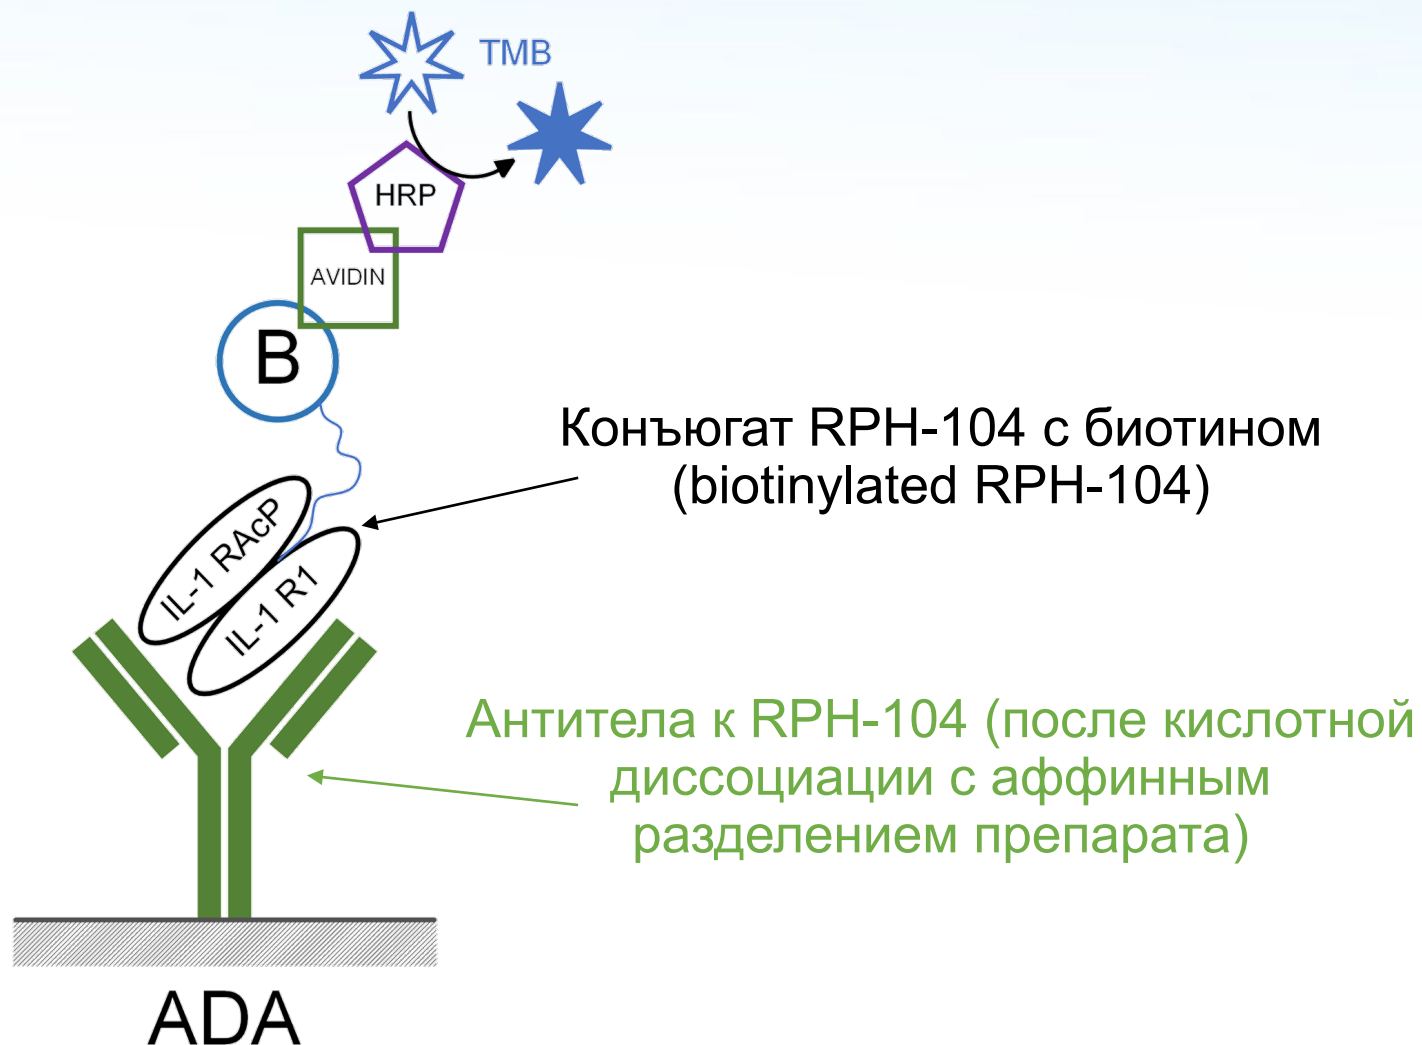 TMB
HRP
AVIDIN
B
Конъюгат RPH-104 с биотином
(biotinylated RPH-104)
IL-1 RAcP
IL-1 R1
Антитела к RPH-104 (после кислотной
диссоциации с аффинным
разделением препарата)
ADA